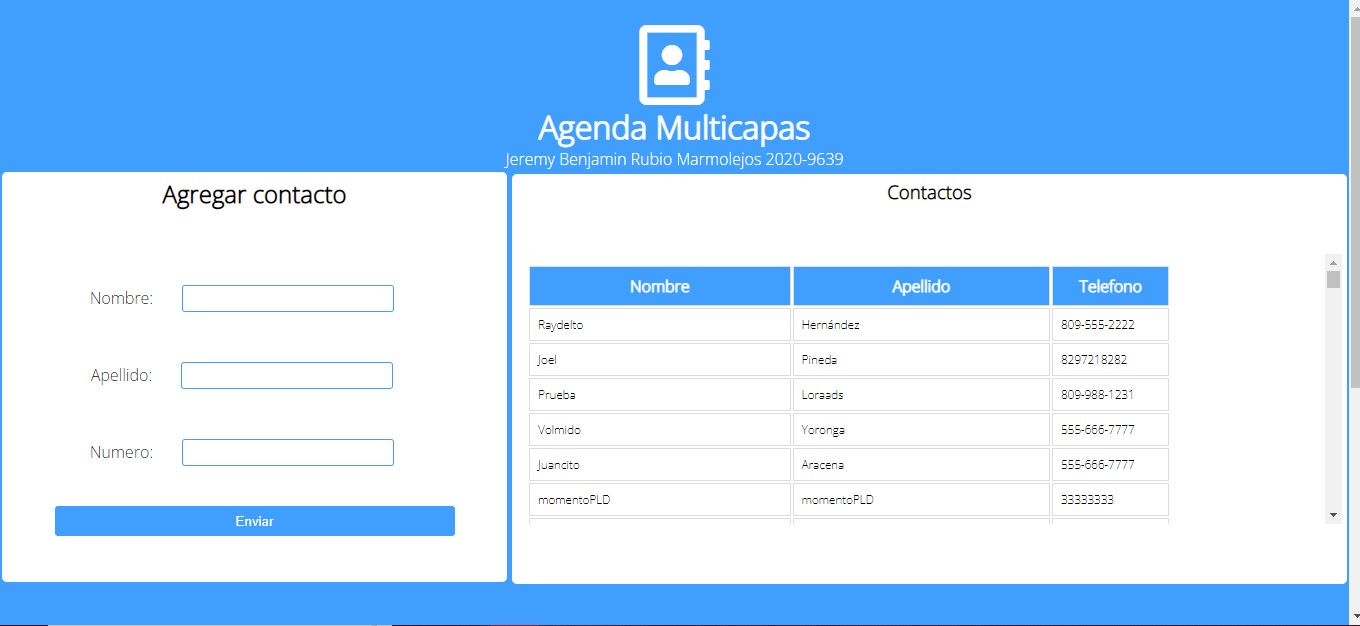 Agenda Multicapas
Jeremy Benjamin Rubio Marmolejos 2020-9639
Agregar contacto
Nombre:
Apellido:
Numero:
Enviar
Contactos
Nombre Apellido Telefono
Raydelto Hernández 809-555-2222
Joel Pineda 8297218282
Prueba Loraads 809-988-1231
Volmido Yoronga 555-666-7777
Juancito Aracena 555-666-7777
momentoPLD momentoPLD 33333333